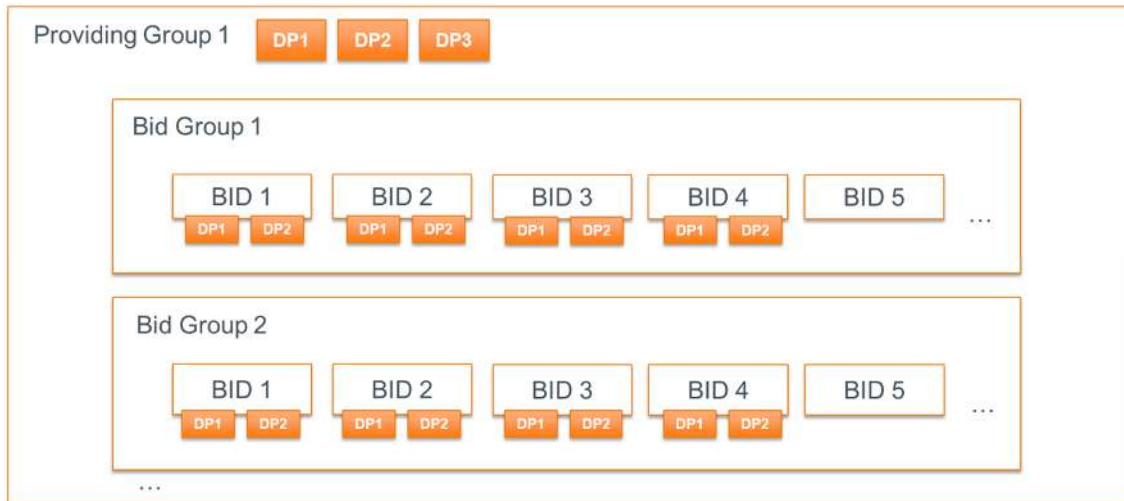 Providing Group 1 DP1 DP2 DP3
Bid Group 1
BID 1 BID 2 BID 3 BID 4 BID 5
DP1 DP2 DP1 DP2 DP1 DP2 DP1 DP2 ...
Bid Group 2
BID 1 BID 2 BID 3 BID 4 BID 5
DP1 DP2 DP1 DP2 DP1 DP2 DP1 DP2 ...
...